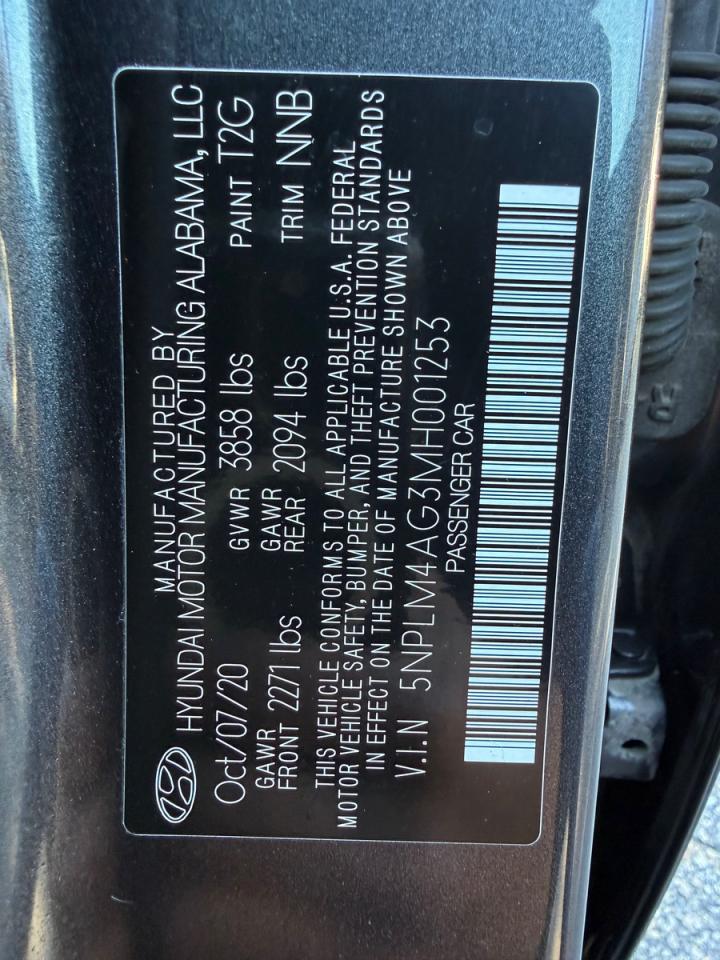 MANUFACTURED BY
HYUNDAI MOTOR MANUFACTURING ALABAMA, LLC
Oct/07/20 GVWR 3858 lbs PAINT T2G
GAWR GAWR
FRONT 2271 lbs REAR 2094 lbs TRIM NNB
THIS VEHICLE CONFORMS TO ALL APPLICABLE U.S.A. FEDERAL
MOTOR VEHICLE SAFETY, BUMPER, AND THEFT PREVENTION STANDARDS
IN EFFECT ON THE DATE OF MANUFACTURE SHOWN ABOVE
V.I.N 5NPLM4AG3MH001253
PASSENGER CAR